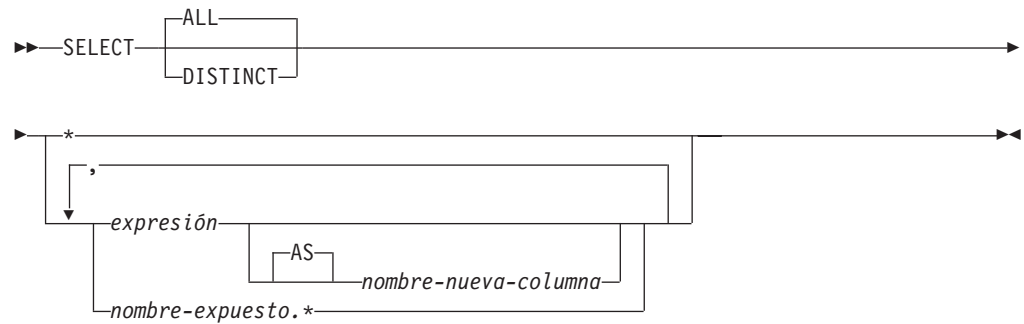 ALL
SELECT
DISTINCT
*
,
expresión
AS
nombre-nueva-columna
nombre-expuesto.*